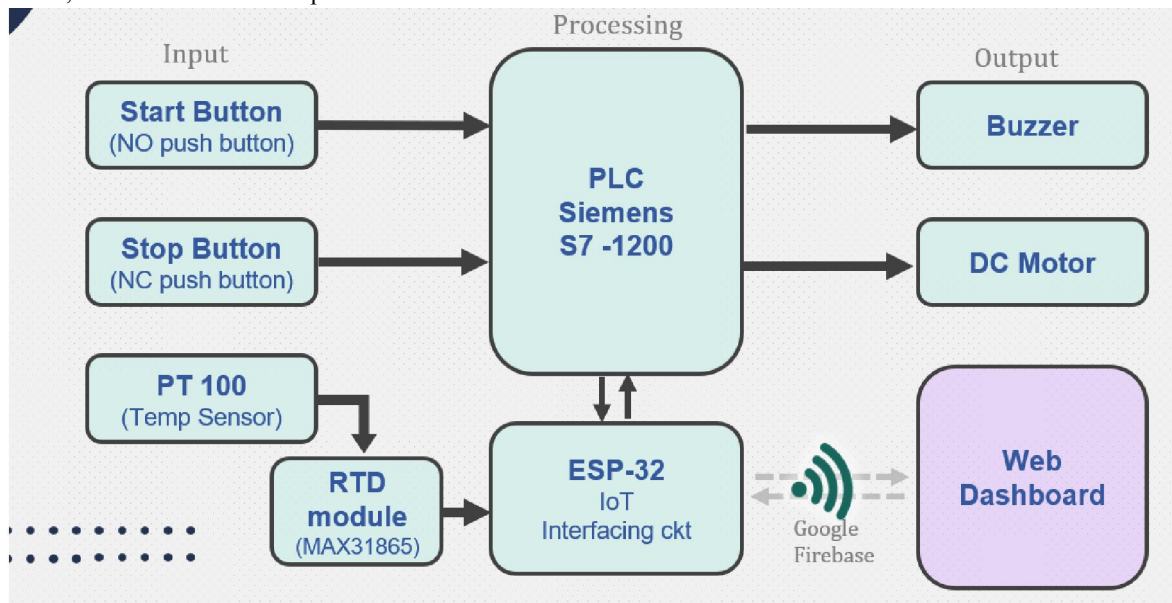 Input
Processing
Output
Start Button
(NO push button)
Stop Button
(NC push button)
PT 100
(Temp Sensor)
RTD
module
(MAX31865)
PLC
Siemens
S7 -1200
ESP-32
IoT
Interfacing ckt
Buzzer
DC Motor
Google
Firebase
Web
Dashboard